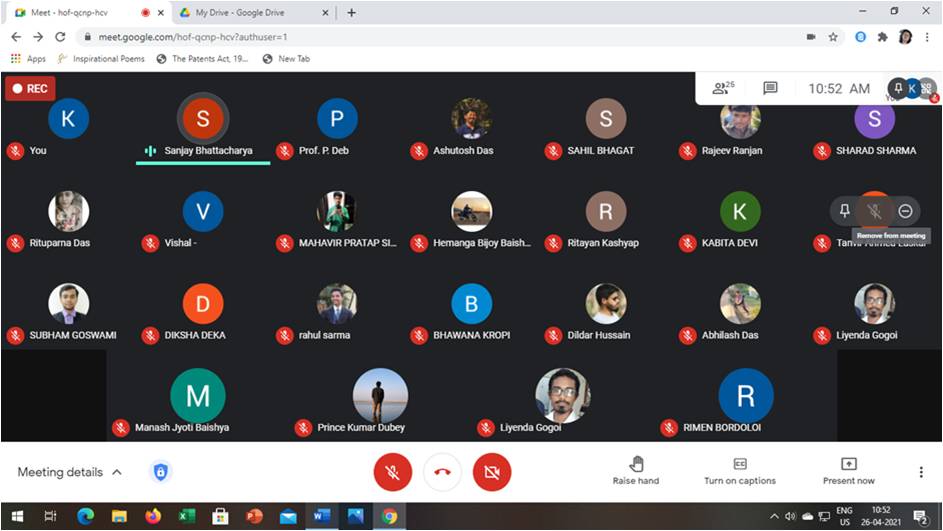 Meet - hof-qcnp-hcv
My Drive - Google Drive
meet.google.com/hof-qcnp-hcv?authuser=1
Apps Inspirational Poems The Patents Act, 19... New Tab
REC
26
10:52 AM
You
K
K S P S S
You Sanjay Bhattacharya Prof. P. Deb Ashutosh Das SAHIL BHAGAT Rajeev Ranjan SHARAD SHARMA
V R K
Remove from meeting
Rituparna Das Vishal - MAHAVIR PRATAP SI... Hemanga Bijoy Baish... Ritayan Kashyap KABITA DEVI Tanvir Ahmed Laskar
D B
SUBHAM GOSWAMI DIKSHA DEKA rahul sarma BHAWANA KROPI Dildar Hussain Abhilash Das Liyenda Gogoi
M R
Manash Jyoti Baishya Prince Kumar Dubey Liyenda Gogoi RIMEN BORDOLOI
Meeting details
Raise hand Turn on captions Present now
ENG 10:52
US 26-04-2021
2